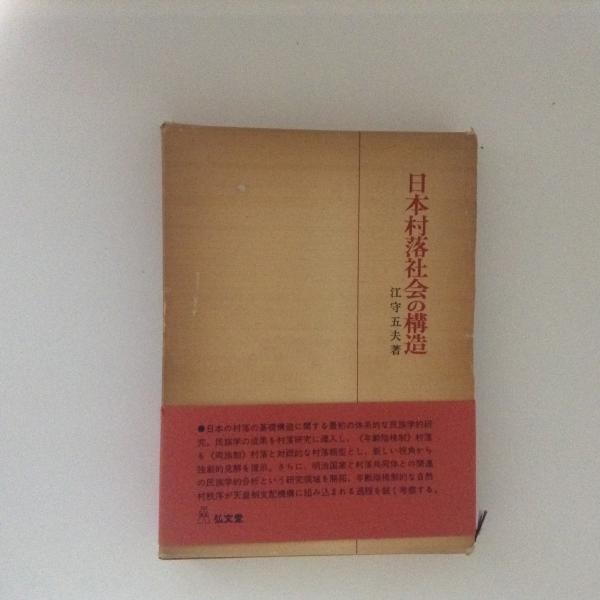 日本村落社会の構造
江守五夫著
●日本の村落の基礎構造に関する最初の体系的な民族学的研
究。民族学の成果を村落研究に導入し、《年齢階梯制》村落
を《同族制》村落と対蹠的な村落類型とし、新しい視角から
独創的見解を提示。さらに、明治国家と村落共同体との関連
の民族学的分析という研究領域を開拓、年齢階梯制的な自然
村秩序が天皇制支配機構に組み込まれる過程を鋭く考察する。
弘文堂